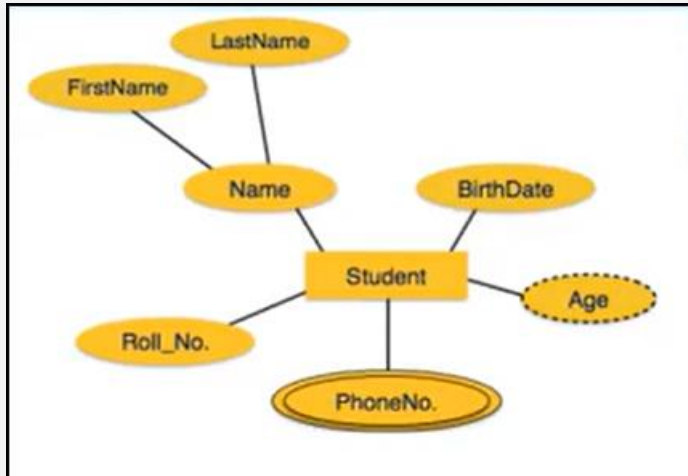 LastName
FirstName
Name
BirthDate
Student
Age
Roll_No.
PhoneNo.